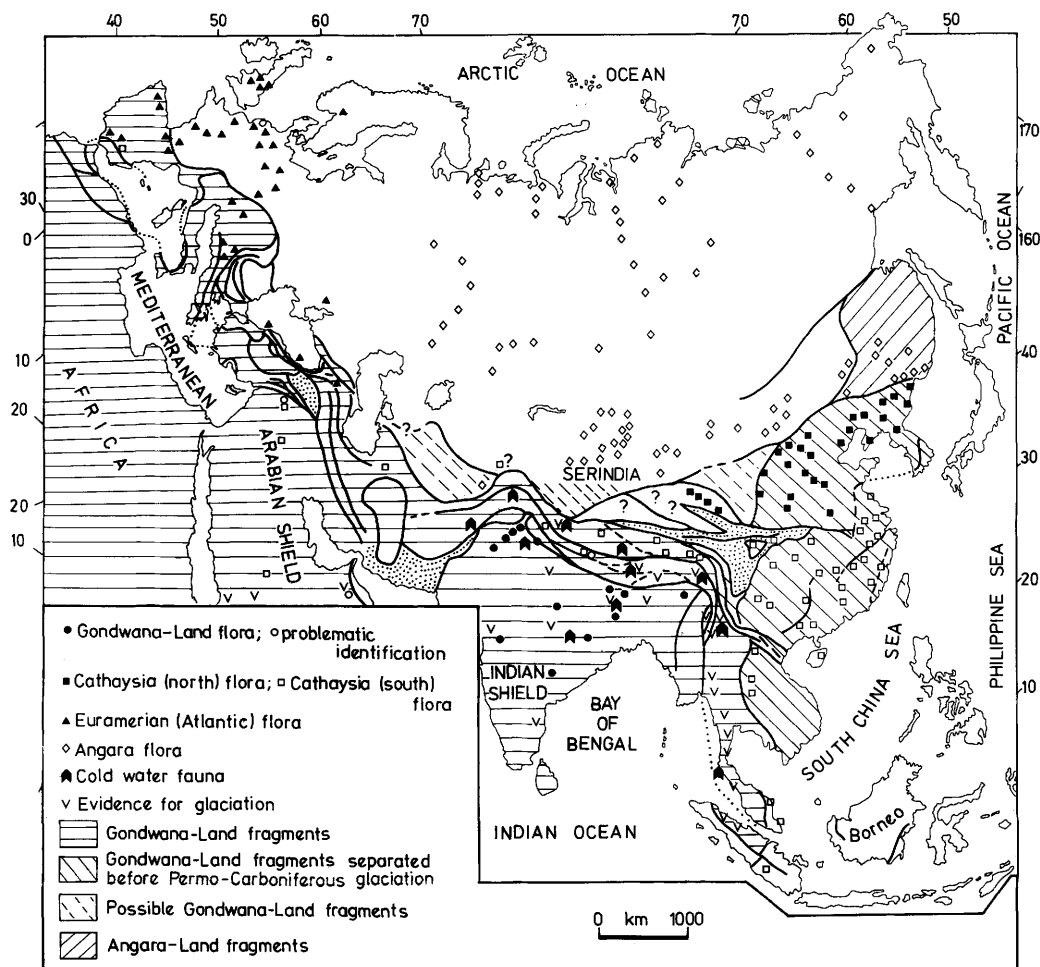 40 50 60 70 70 60 50
ARCTIC OCEAN
170
30
0
160
PACIFIC OCEAN
MEDITERRANEAN
10
40
AFRICA
20
?
ARABIAN SHIELD
?
SERINDIA
30
20
? ?
10
20
PHILIPPINE SEA
INDIAN
SHIELD
BAY
OF
BENGAL
10
SOUTH CHINA SEA
INDIAN OCEAN
Borneo
Gondwana-Land flora; problematic
identification
Cathaysia (north) flora; Cathaysia (south)
flora
Euramerian (Atlantic) flora
Angara flora
Cold water fauna
Evidence for glaciation
Gondwana-Land fragments
Gondwana-Land fragments separated
before Permo-Carboniferous glaciation
Possible Gondwana-Land fragments
Angara-Land fragments
0 km 1000